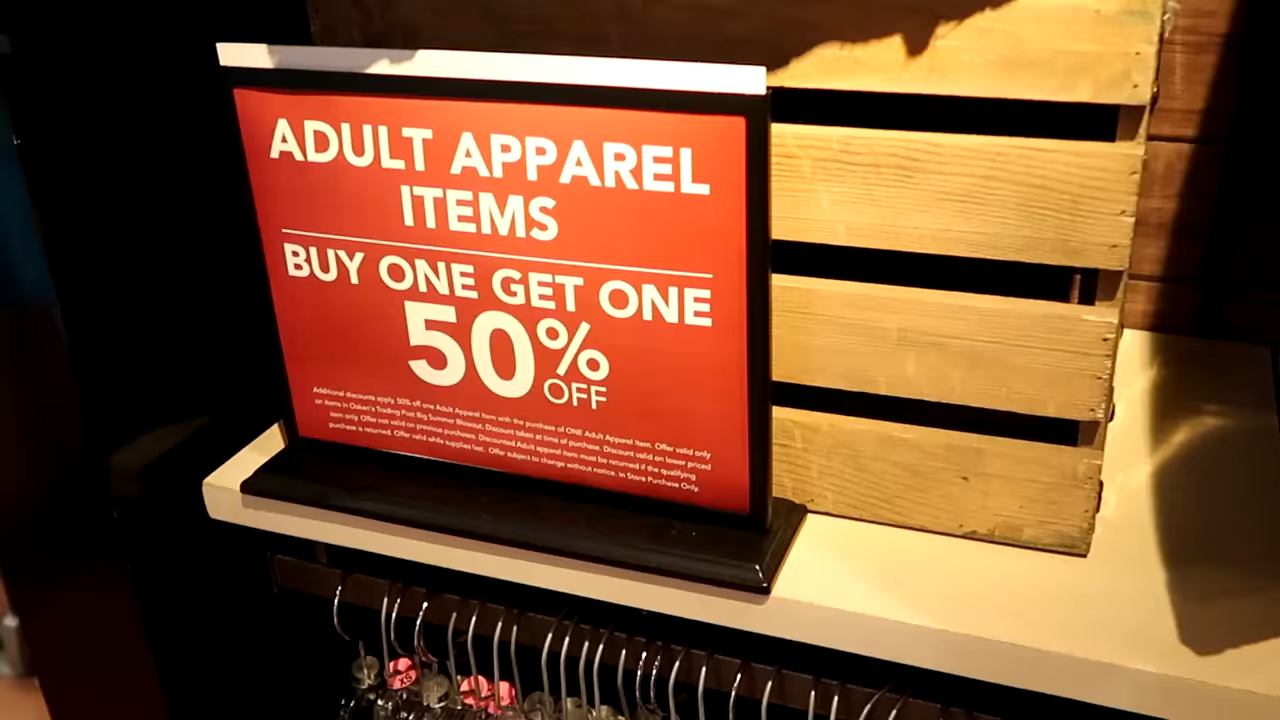 ADULT APPAREL
ITEMS
BUY ONE GET ONE
50%
OFF
Additional discounts apply. 50% off one Adult Apparel Item with the purchase of ONE Adult Apparel Item. Offer valid only
on items in Oaken's Trading Post Big Summer Blowout. Discount taken at time of purchase. Discount valid on lower priced
item only. Offer not valid on previous purchases. Discounted Adult apparel item must be returned if the qualifying
purchase is returned. Offer valid while supplies last. Offer subject to change without notice. In Store Purchase Only.
XS